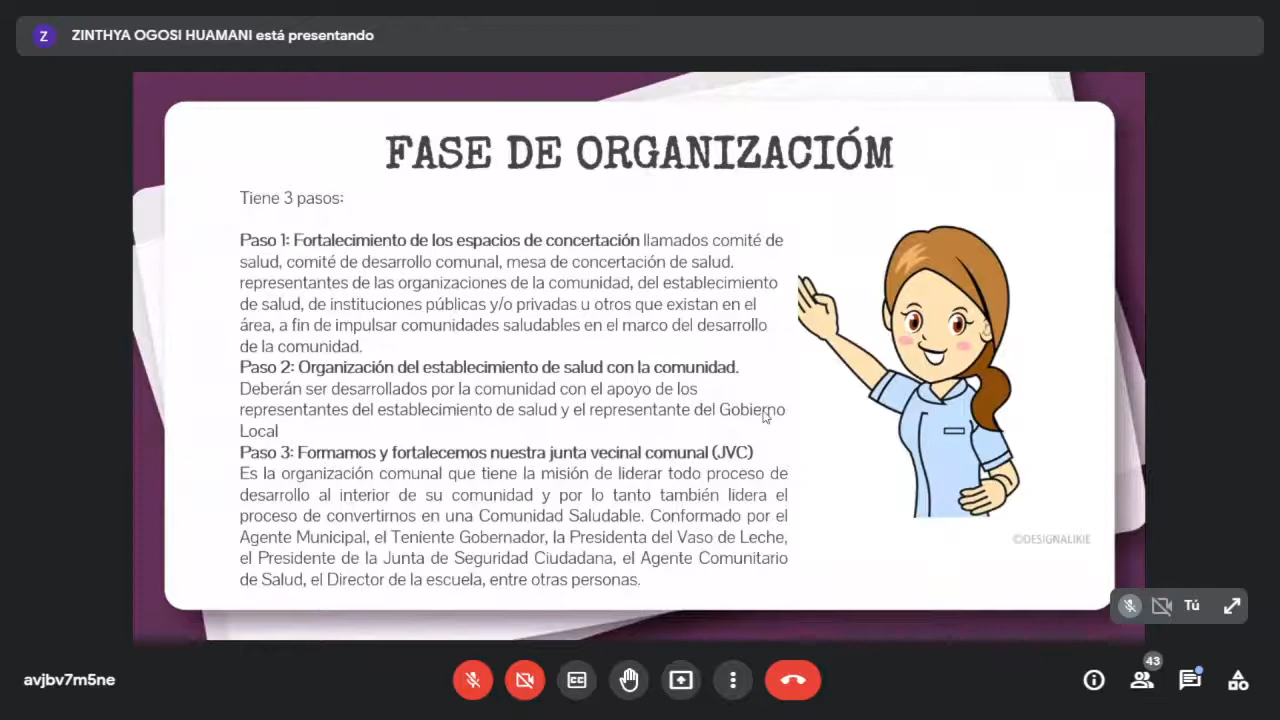 Z ZINTHYA OGOSI HUAMANI está presentando
FASE DE ORGANIZACIÓM
Tiene 3 pasos:
Paso 1: Fortalecimiento de los espacios de concertación llamados comité de
salud, comité de desarrollo comunal, mesa de concertación de salud.
representantes de las organizaciones de la comunidad, del establecimiento
de salud, de instituciones públicas y/o privadas u otros que existan en el
área, a fin de impulsar comunidades saludables en el marco del desarrollo
de la comunidad.
Paso 2: Organización del establecimiento de salud con la comunidad.
Deberán ser desarrollados por la comunidad con el apoyo de los
representantes del establecimiento de salud y el representante del Gobierno
Local
Paso 3: Formamos y fortalecemos nuestra junta vecinal comunal (JVC)
Es la organización comunal que tiene la misión de liderar todo proceso de
desarrollo al interior de su comunidad y por lo tanto también lidera el
proceso de convertirnos en una Comunidad Saludable. Conformado por el
Agente Municipal, el Teniente Gobernador, la Presidenta del Vaso de Leche,
el Presidente de la Junta de Seguridad Ciudadana, el Agente Comunitario
de Salud, el Director de la escuela, entre otras personas.
©DESIGNALIKIE
Tú
avjbv7m5ne
43